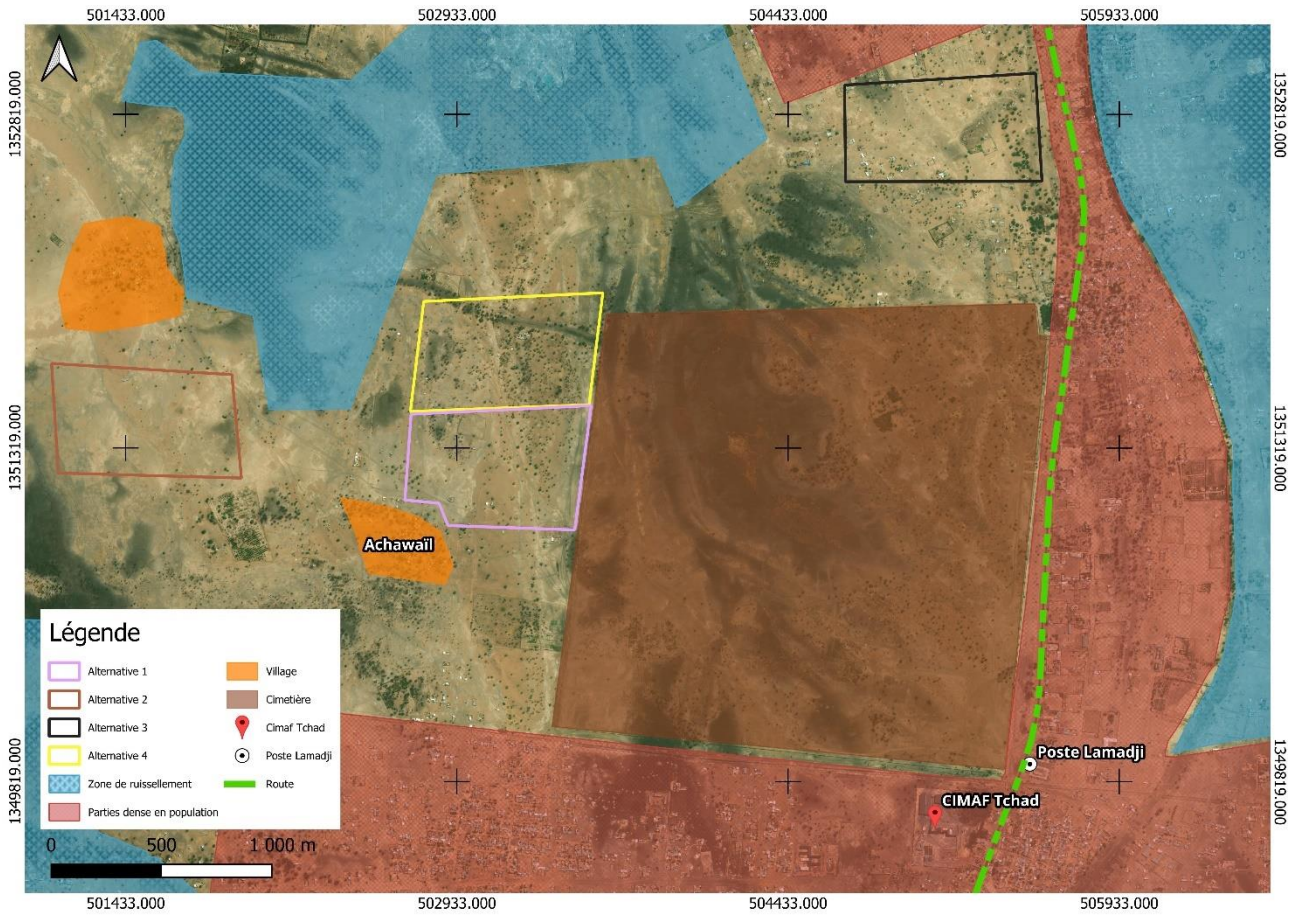 501433.000 502933.000 504433.000 505933.000
1352819.000 1352819.000
1351319.000 1351319.000
Achawaïl
Légende
Alternative 1 Village
Alternative 2 Cimetière
Alternative 3 Cimaf Tchad
Alternative 4 Poste Lamadji
Zone de ruissellement Route
Parties dense en population
Poste Lamadji
CIMAF Tchad
1349819.000 1349819.000
0 500 1 000 m
501433.000 502933.000 504433.000 505933.000